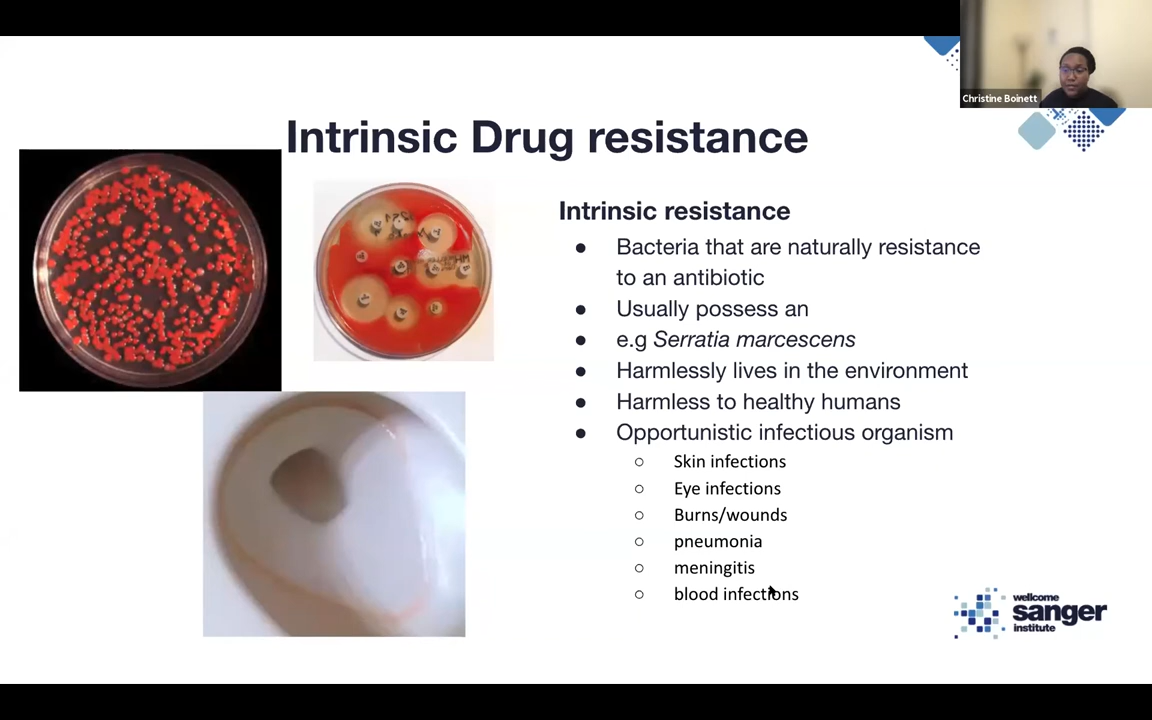 Christine Boinett
Intrinsic Drug resistance
Intrinsic resistance
● Bacteria that are naturally resistance
to an antibiotic
● Usually possess an
● e.g Serratia marcescens
● Harmlessly lives in the environment
● Harmless to healthy humans
● Opportunistic infectious organism
○ Skin infections
○ Eye infections
○ Burns/wounds
○ pneumonia
○ meningitis
○ blood infections
wellcome
sanger
institute